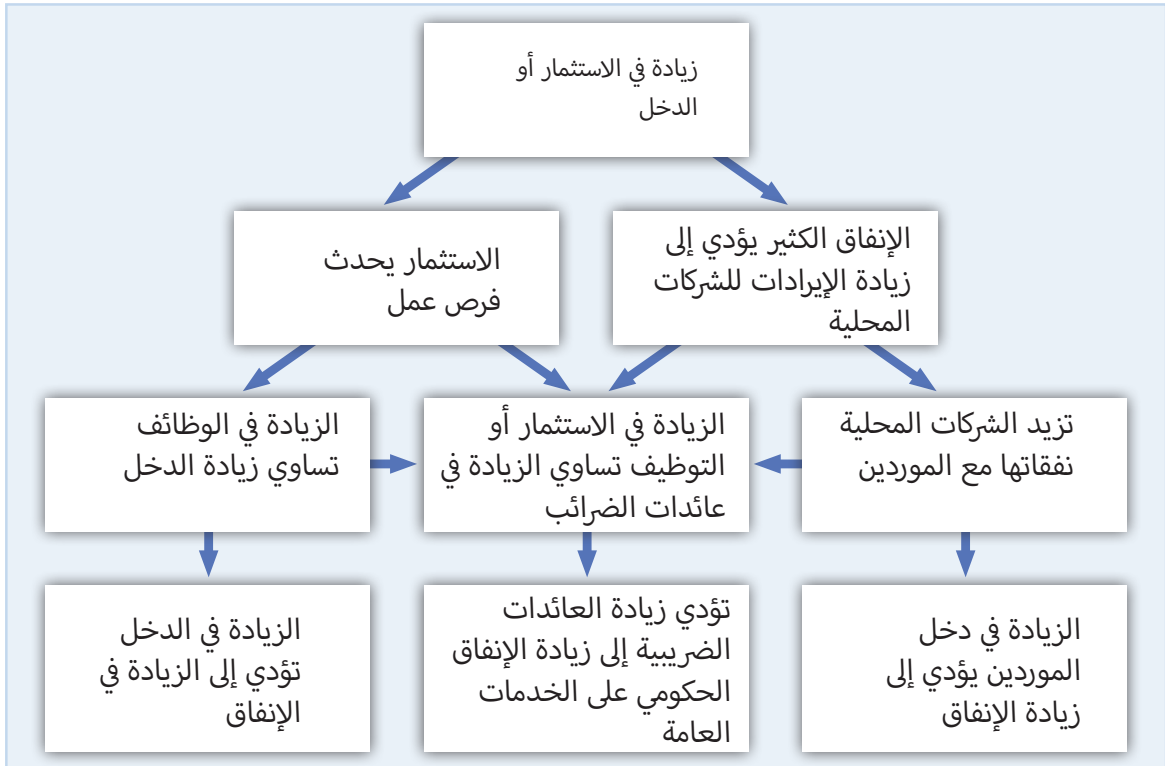 زيادة في الاستثمار أو
الدخل
الإنفاق الكثير يؤدي إلى
زيادة الإيرادات للشركات
المحلية
الاستثمار يحدث
فرص عمل
تزيد الشركات المحلية
نفقاتها مع الموردين
الزيادة في الاستثمار أو
التوظيف تساوي الزيادة في
عائدات الضرائب
الزيادة في الوظائف
تساوي زيادة الدخل
الزيادة في دخل
الموردين يؤدي إلى
زيادة الإنفاق
تؤدي زيادة العائدات
الضريبية إلى زيادة الإنفاق
الحكومي على الخدمات
العامة
الزيادة في الدخل
تؤدي إلى الزيادة في
الإنفاق